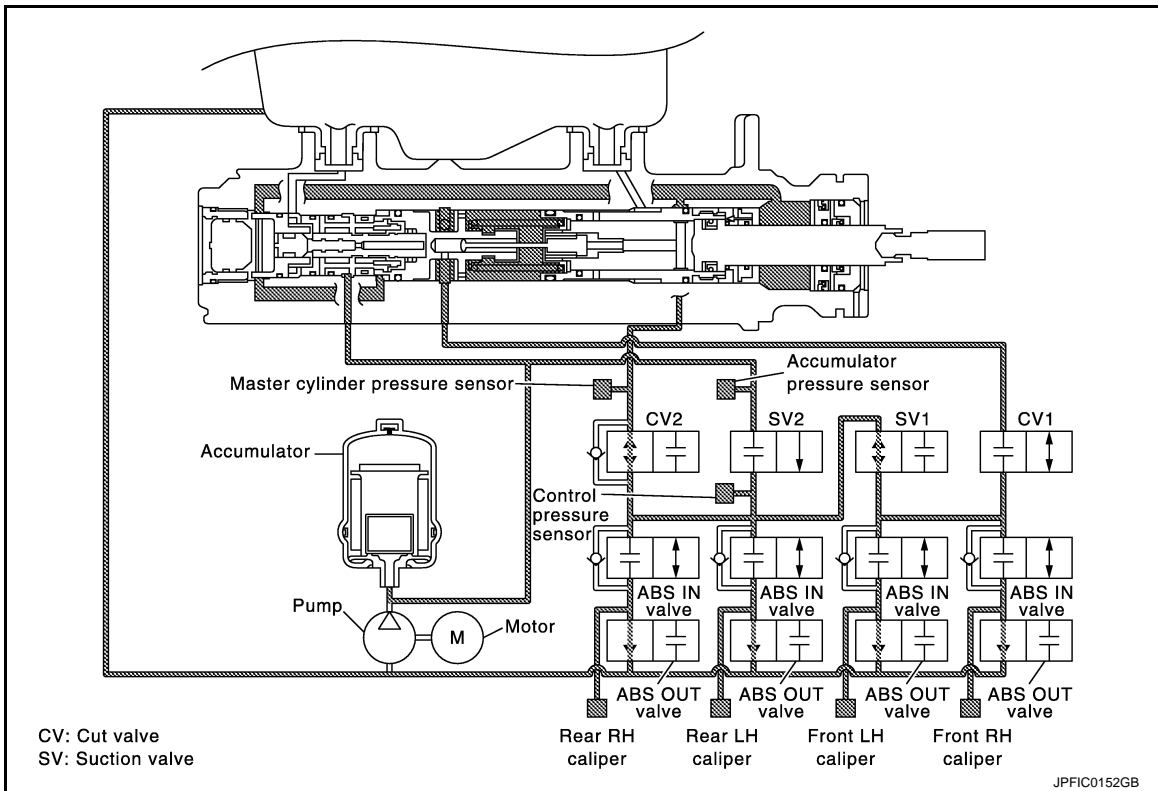 Master cylinder pressure sensor
Accumulator
pressure sensor
CV2
SV2
SV1
CV1
Accumulator
Control
pressure
sensor
ABS IN
valve
ABS IN
valve
ABS IN
valve
ABS IN
valve
Pump
M
Motor
ABS OUT
valve
ABS OUT
valve
ABS OUT
valve
ABS OUT
valve
CV: Cut valve
SV: Suction valve
Rear RH
caliper
Rear LH
caliper
Front LH
caliper
Front RH
caliper
JPFIC0152GB